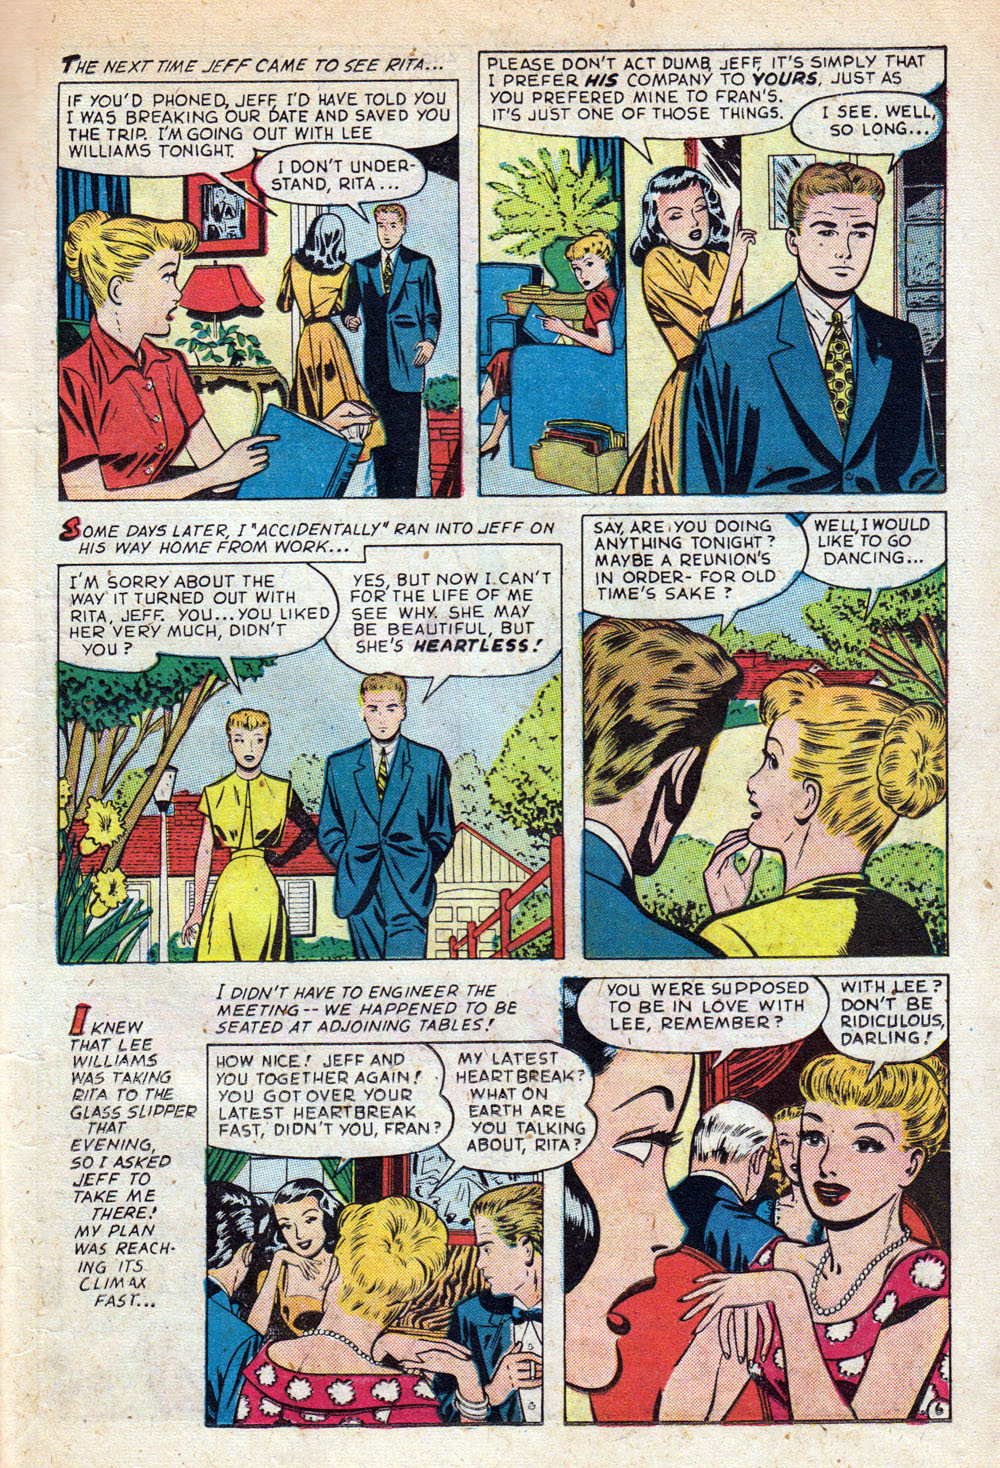 THE NEXT TIME JEFF CAME TO SEE RITA...
IF YOU'D PHONED, JEFF, I'D HAVE TOLD YOU
I WAS BREAKING OUR DATE AND SAVED YOU
THE TRIP. I'M GOING OUT WITH LEE
WILLIAMS TONIGHT.
I DON'T UNDER-
STAND, RITA...
PLEASE DON'T ACT DUMB, JEFF, IT'S SIMPLY THAT
I PREFER HIS COMPANY TO YOURS, JUST AS
YOU PREFERED MINE TO FRAN'S.
IT'S JUST ONE OF THOSE THINGS.
I SEE. WELL,
SO LONG...
SOME DAYS LATER, I "ACCIDENTALLY" RAN INTO JEFF ON
HIS WAY HOME FROM WORK...
I'M SORRY ABOUT THE
WAY IT TURNED OUT WITH
RITA, JEFF. YOU...YOU LIKED
HER VERY MUCH, DIDN'T
YOU?
YES, BUT NOW I CAN'T
FOR THE LIFE OF ME
SEE WHY. SHE MAY
BE BEAUTIFUL, BUT
SHE'S HEARTLESS!
SAY, ARE YOU DOING
ANYTHING TONIGHT?
MAYBE A REUNION'S
IN ORDER- FOR OLD
TIME'S SAKE?
WELL, I WOULD
LIKE TO GO
DANCING...
I KNEW
THAT LEE
WILLIAMS
WAS TAKING
RITA TO THE
GLASS SLIPPER
THAT
EVENING,
SO I ASKED
JEFF TO
TAKE ME
THERE!
MY PLAN
WAS REACH-
ING ITS
CLIMAX
FAST...
I DIDN'T HAVE TO ENGINEER THE
MEETING-- WE HAPPENED TO BE
SEATED AT ADJOINING TABLES!
HOW NICE! JEFF AND
YOU TOGETHER AGAIN!
YOU GOT OVER YOUR
LATEST HEARTBREAK
FAST, DIDN'T YOU, FRAN?
MY LATEST
HEARTBREAK?
WHAT ON
EARTH ARE
YOU TALKING
ABOUT, RITA?
YOU WERE SUPPOSED
TO BE IN LOVE WITH
LEE, REMEMBER?
WITH LEE?
DON'T BE
RIDICULOUS,
DARLING!
6